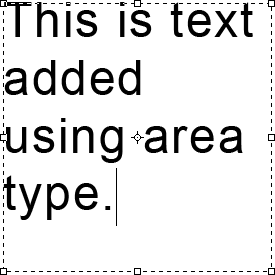 This is text
added
using area
type.